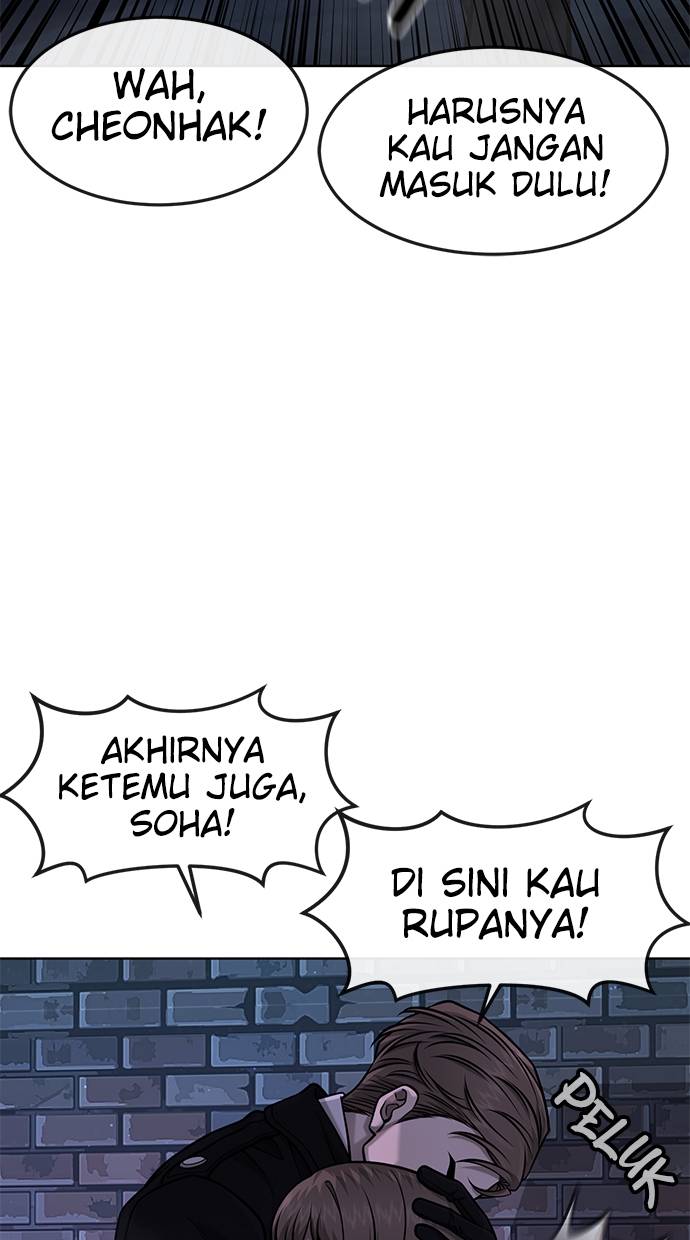 WAH,
CHEONHAK!
HARUSNYA
KAU JANGAN
MASUK DULU!
AKHIRNYA
KETEMU JUGA,
SOHA!
DI SINI KAU
RUPANYA!
PELUK